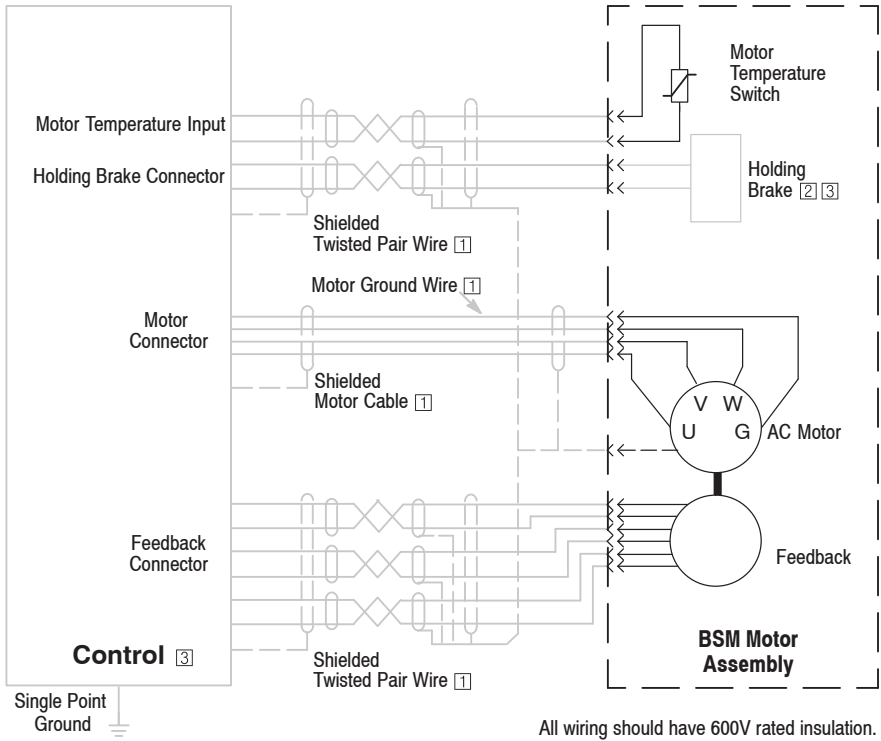 Motor
Temperature
Switch
Motor Temperature Input
Holding Brake Connector
Holding
Brake 2 3
Shielded
Twisted Pair Wire 1
Motor Ground Wire 1
Motor
Connector
Shielded
Motor Cable 1
V W
U G
AC Motor
Feedback
Connector
Feedback
Control 3
Shielded
Twisted Pair Wire 1
BSM Motor
Assembly
Single Point
Ground
All wiring should have 600V rated insulation.